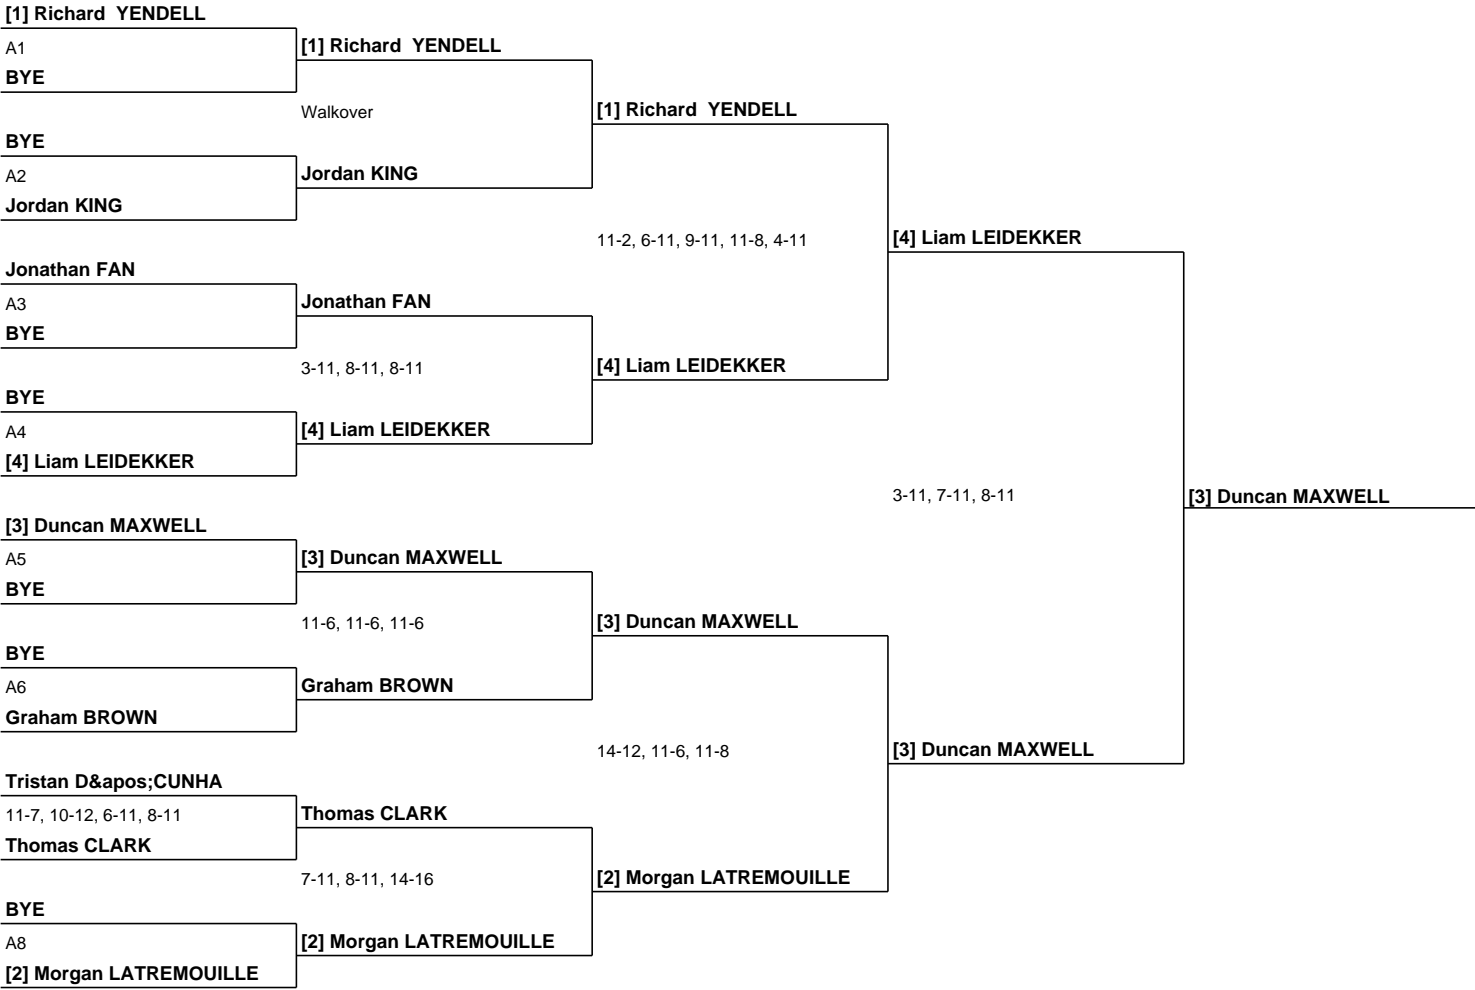 [1] Richard  YENDELL
A1
BYE
BYE
A2
Jordan KING
Jonathan FAN
A3
BYE
BYE
A4
[4] Liam LEIDEKKER
[3] Duncan MAXWELL
A5
BYE
BYE
A6
Graham BROWN
Tristan D&apos;CUNHA
11-7, 10-12, 6-11, 8-11
Thomas CLARK
BYE
A8
[2] Morgan LATREMOUILLE
[1] Richard  YENDELL
Walkover
Jordan KING
Jonathan FAN
3-11, 8-11, 8-11
[4] Liam LEIDEKKER
[3] Duncan MAXWELL
11-6, 11-6, 11-6
Graham BROWN
Thomas CLARK
7-11, 8-11, 14-16
[2] Morgan LATREMOUILLE
[1] Richard  YENDELL
11-2, 6-11, 9-11, 11-8, 4-11
[4] Liam LEIDEKKER
[3] Duncan MAXWELL
14-12, 11-6, 11-8
[2] Morgan LATREMOUILLE
[4] Liam LEIDEKKER
3-11, 7-11, 8-11
[3] Duncan MAXWELL
[3] Duncan MAXWELL